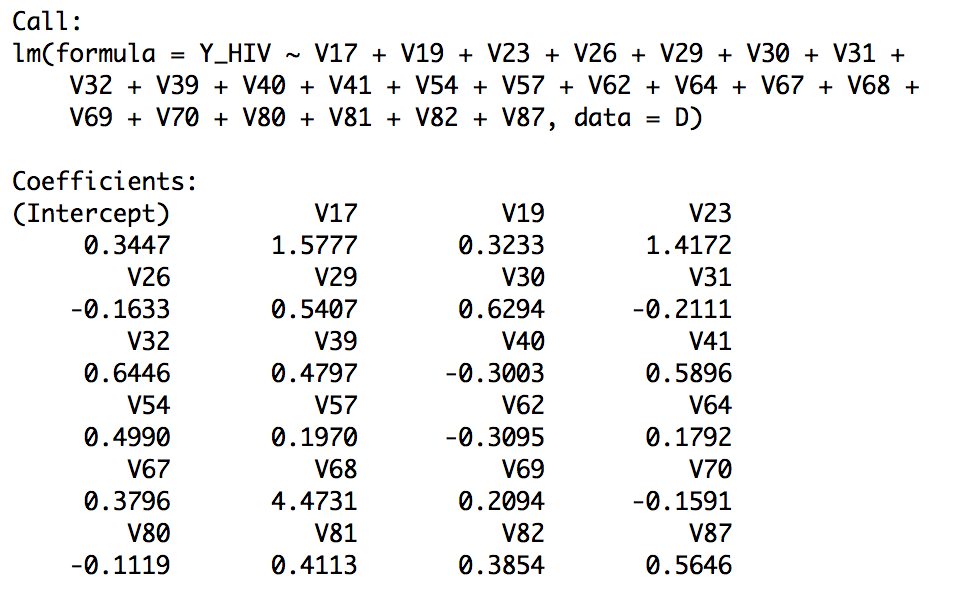 Call:
lm(formula = Y_HIV ~ V17 + V19 + V23 + V26 + V29 + V30 + V31 +
    V32 + V39 + V40 + V41 + V54 + V57 + V62 + V64 + V67 + V68 +
    V69 + V70 + V80 + V81 + V82 + V87, data = D)

Coefficients:
(Intercept)          V17          V19          V23
     0.3447       1.5777       0.3233       1.4172
        V26          V29          V30          V31
    -0.1633       0.5407       0.6294      -0.2111
        V32          V39          V40          V41
     0.6446       0.4797      -0.3003       0.5896
        V54          V57          V62          V64
     0.4990       0.1970      -0.3095       0.1792
        V67          V68          V69          V70
     0.3796       4.4731       0.2094      -0.1591
        V80          V81          V82          V87
    -0.1119       0.4113       0.3854       0.5646